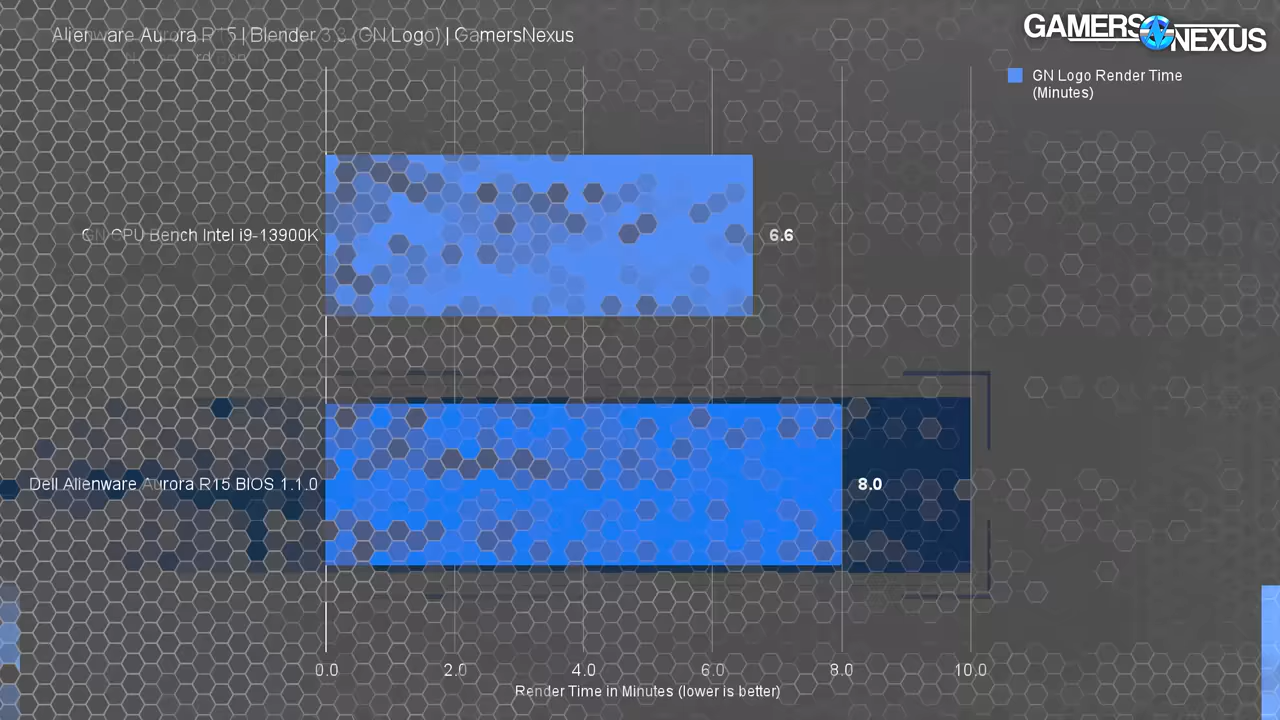 Alienware Aurora R15 | Blender 3.3 (GN Logo) | GamersNexus
GAMERS NEXUS
GN Logo Render Time
(Minutes)
GN CPU Bench Intel i9-13900K
6.6
Dell Alienware Aurora R15 BIOS 1.1.0
8.0
0.0 2.0 4.0 6.0 8.0 10.0
Render Time in Minutes (lower is better)